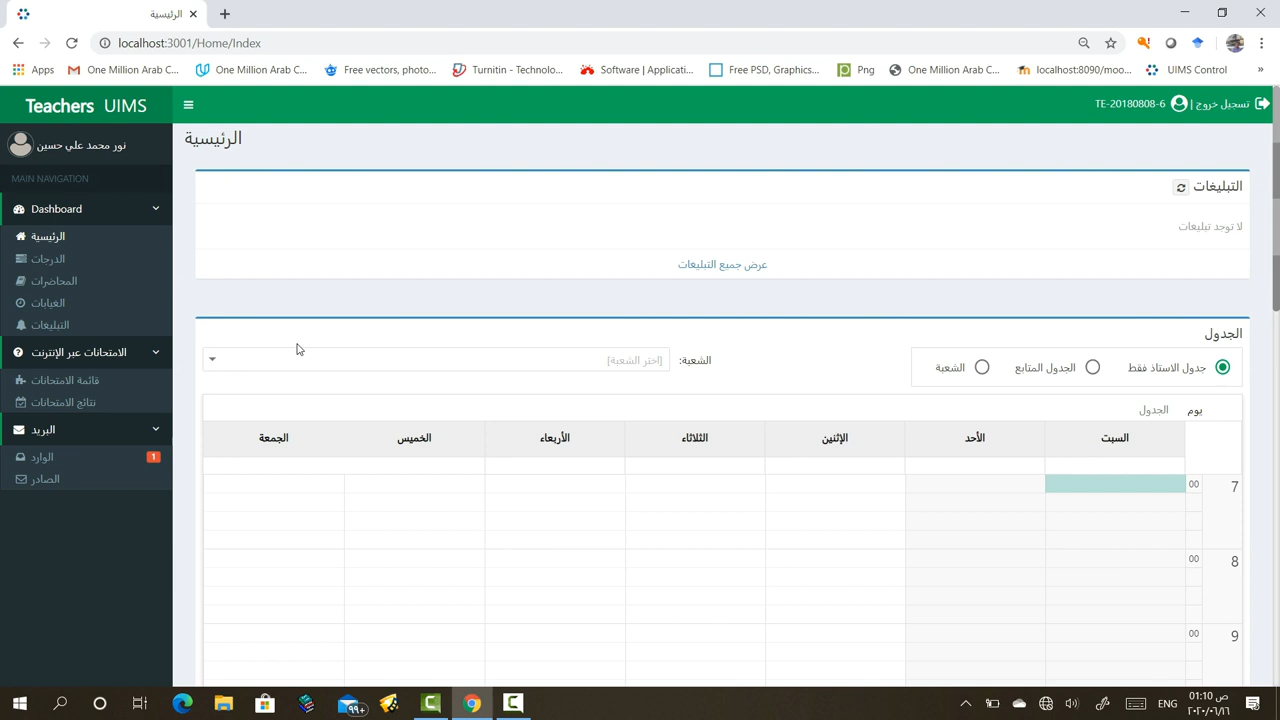 الرئيسية
localhost:3001/Home/Index
Apps
One Million Arab C...
One Million Arab C...
Free vectors, photo...
Turnitin - Technolo...
Software | Applicati...
Free PSD, Graphics...
Png
One Million Arab C...
localhost:8090/moo...
UIMS Control
»
Teachers UIMS
TE-20180808-6
تسجيل خروج |
نور محمد علي حسين
MAIN NAVIGATION
Dashboard
الرئيسية
الدرجات
المحاضرات
الغيابات
التبليغات
الامتحانات عبر الإنترنت
قائمة الامتحانات
نتائج الامتحانات
البريد
الوارد
1
الصادر
الرئيسية
التبليغات
لا توجد تبليغات
عرض جميع التبليغات
الجدول
جدول الاستاذ فقط
الجدول المتابع
الشعبة
الشعبة:
[اختر الشعبة]
يوم
الجدول
السبت
الأحد
الإثنين
الثلاثاء
الأربعاء
الخميس
الجمعة
7 00
8 00
9 00
99+
ENG
01:10 ص
٢٠٢٠/٠٦/١٦